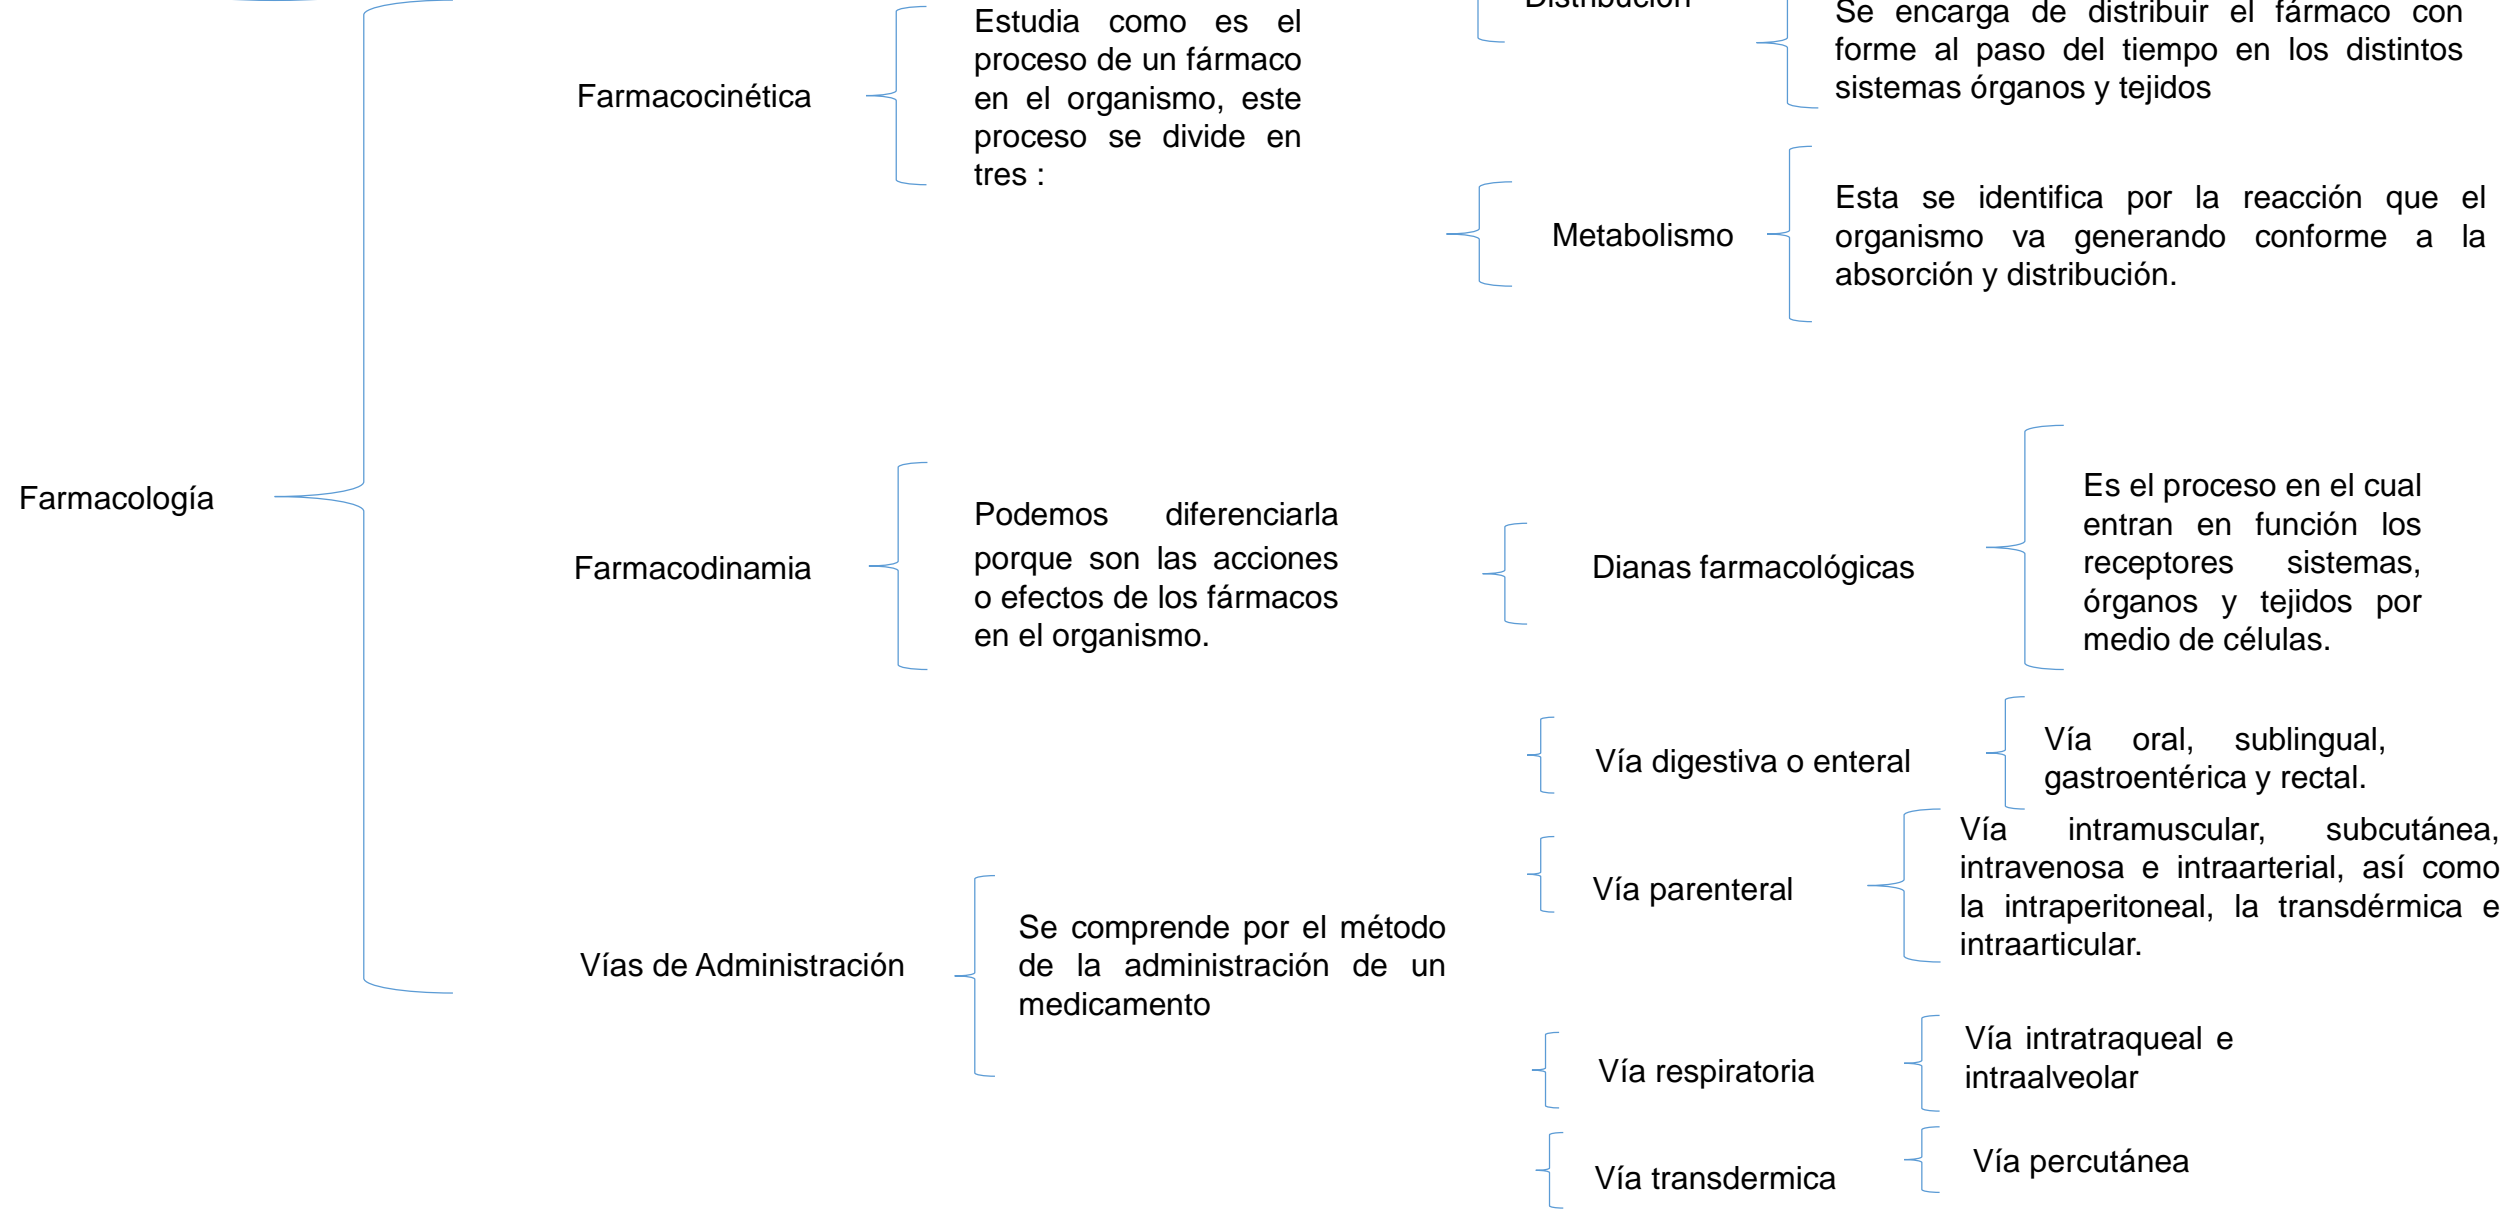 Distribución
Se encarga de distribuir el fármaco con
forme al paso del tiempo en los distintos
sistemas órganos y tejidos
Estudia como es el
proceso de un fármaco
en el organismo, este
proceso se divide en
tres :
Farmacocinética
Metabolismo
Esta se identifica por la reacción que el
organismo va generando conforme a la
absorción y distribución.
Farmacología
Farmacodinamia
Podemos diferenciarla
porque son las acciones
o efectos de los fármacos
en el organismo.
Dianas farmacológicas
Es el proceso en el cual
entran en función los
receptores sistemas,
órganos y tejidos por
medio de células.
Vía digestiva o enteral
Vía oral, sublingual,
gastroentérica y rectal.
Vía parenteral
Vía intramuscular, subcutánea,
intravenosa e intraarterial, así como
la intraperitoneal, la transdérmica e
intraarticular.
Vías de Administración
Se comprende por el método
de la administración de un
medicamento
Vía respiratoria
Vía intratraqueal e
intraalveolar
Vía transdermica
Vía percutánea